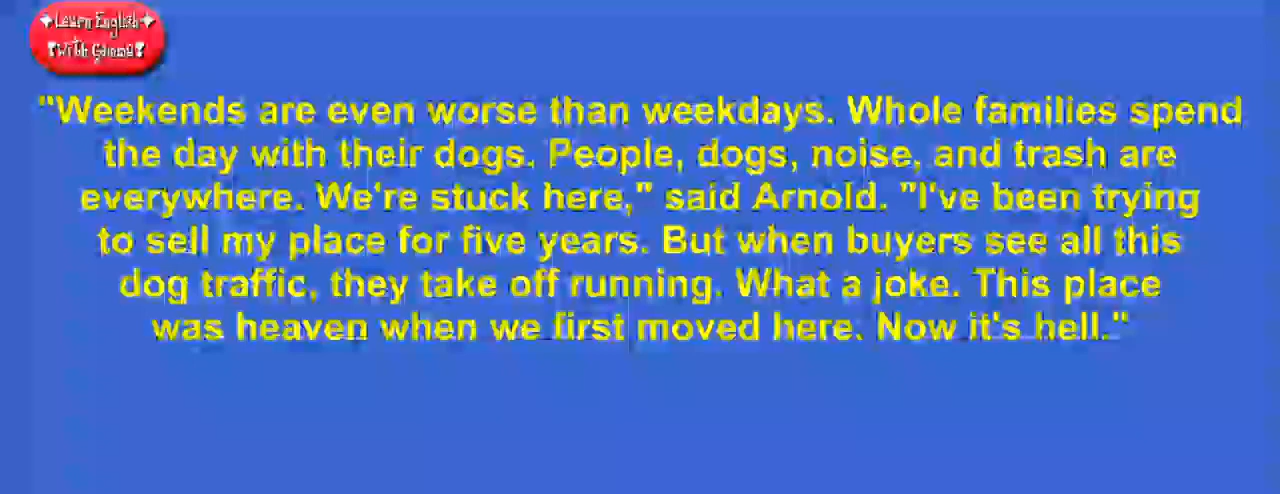 Learn English
With Gemma
"Weekends are even worse than weekdays. Whole families spend
the day with their dogs. People, dogs, noise, and trash are
everywhere. We're stuck here," said Arnold. "I've been trying
to sell my place for five years. But when buyers see all this
dog traffic, they take off running. What a joke. This place
was heaven when we first moved here. Now it's hell."